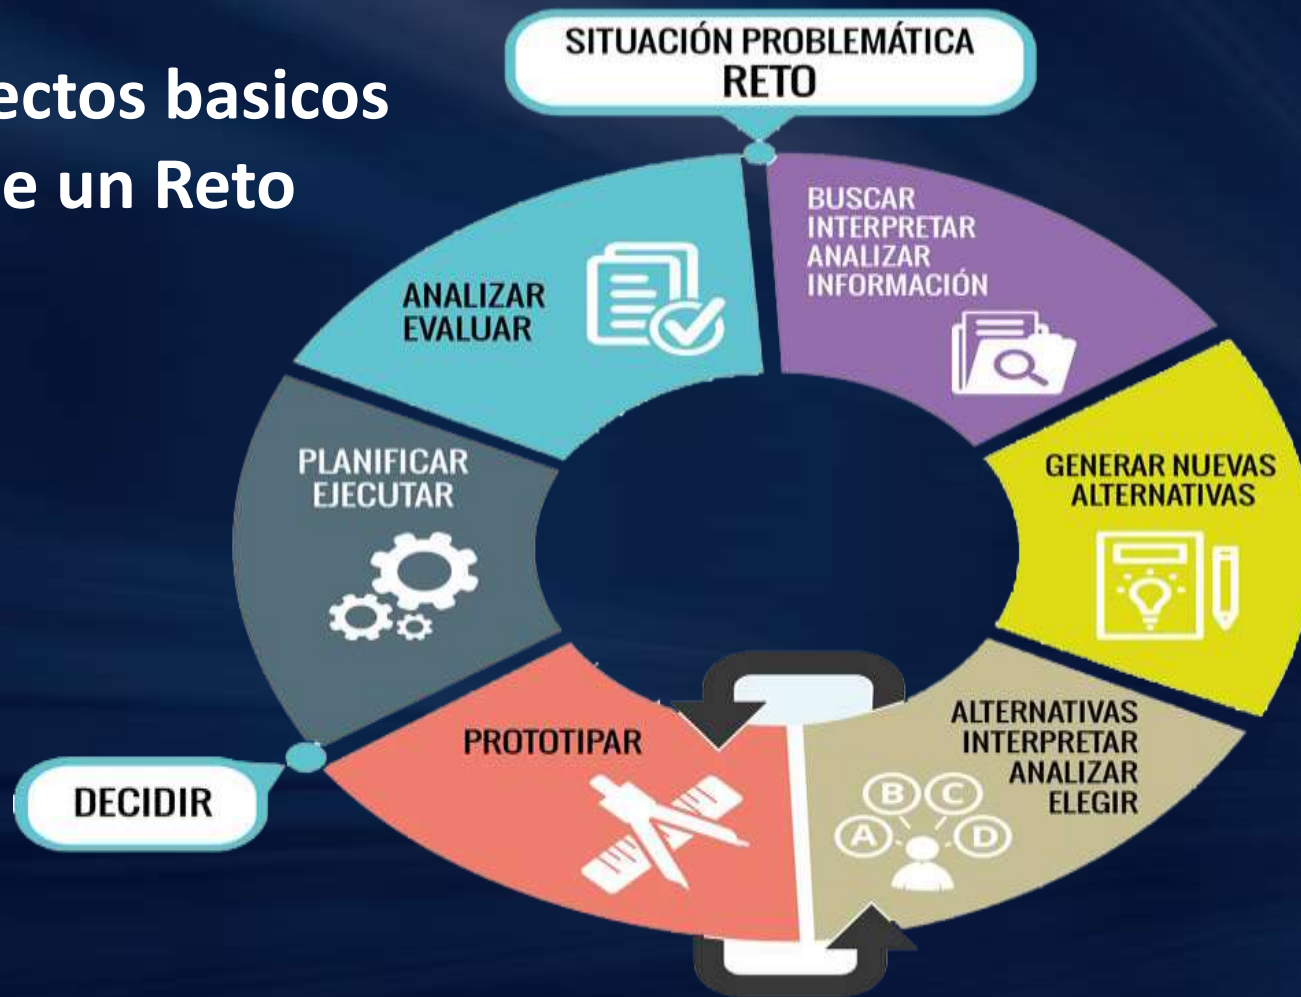 ectos basicos
e un Reto
SITUACIÓN PROBLEMÁTICA
RETO
BUSCAR
INTERPRETAR
ANALIZAR
INFORMACIÓN
GENERAR NUEVAS
ALTERNATIVAS
ALTERNATIVAS
INTERPRETAR
ANALIZAR
ELEGIR
A B C D
PROTOTIPAR
DECIDIR
PLANIFICAR
EJECUTAR
ANALIZAR
EVALUAR